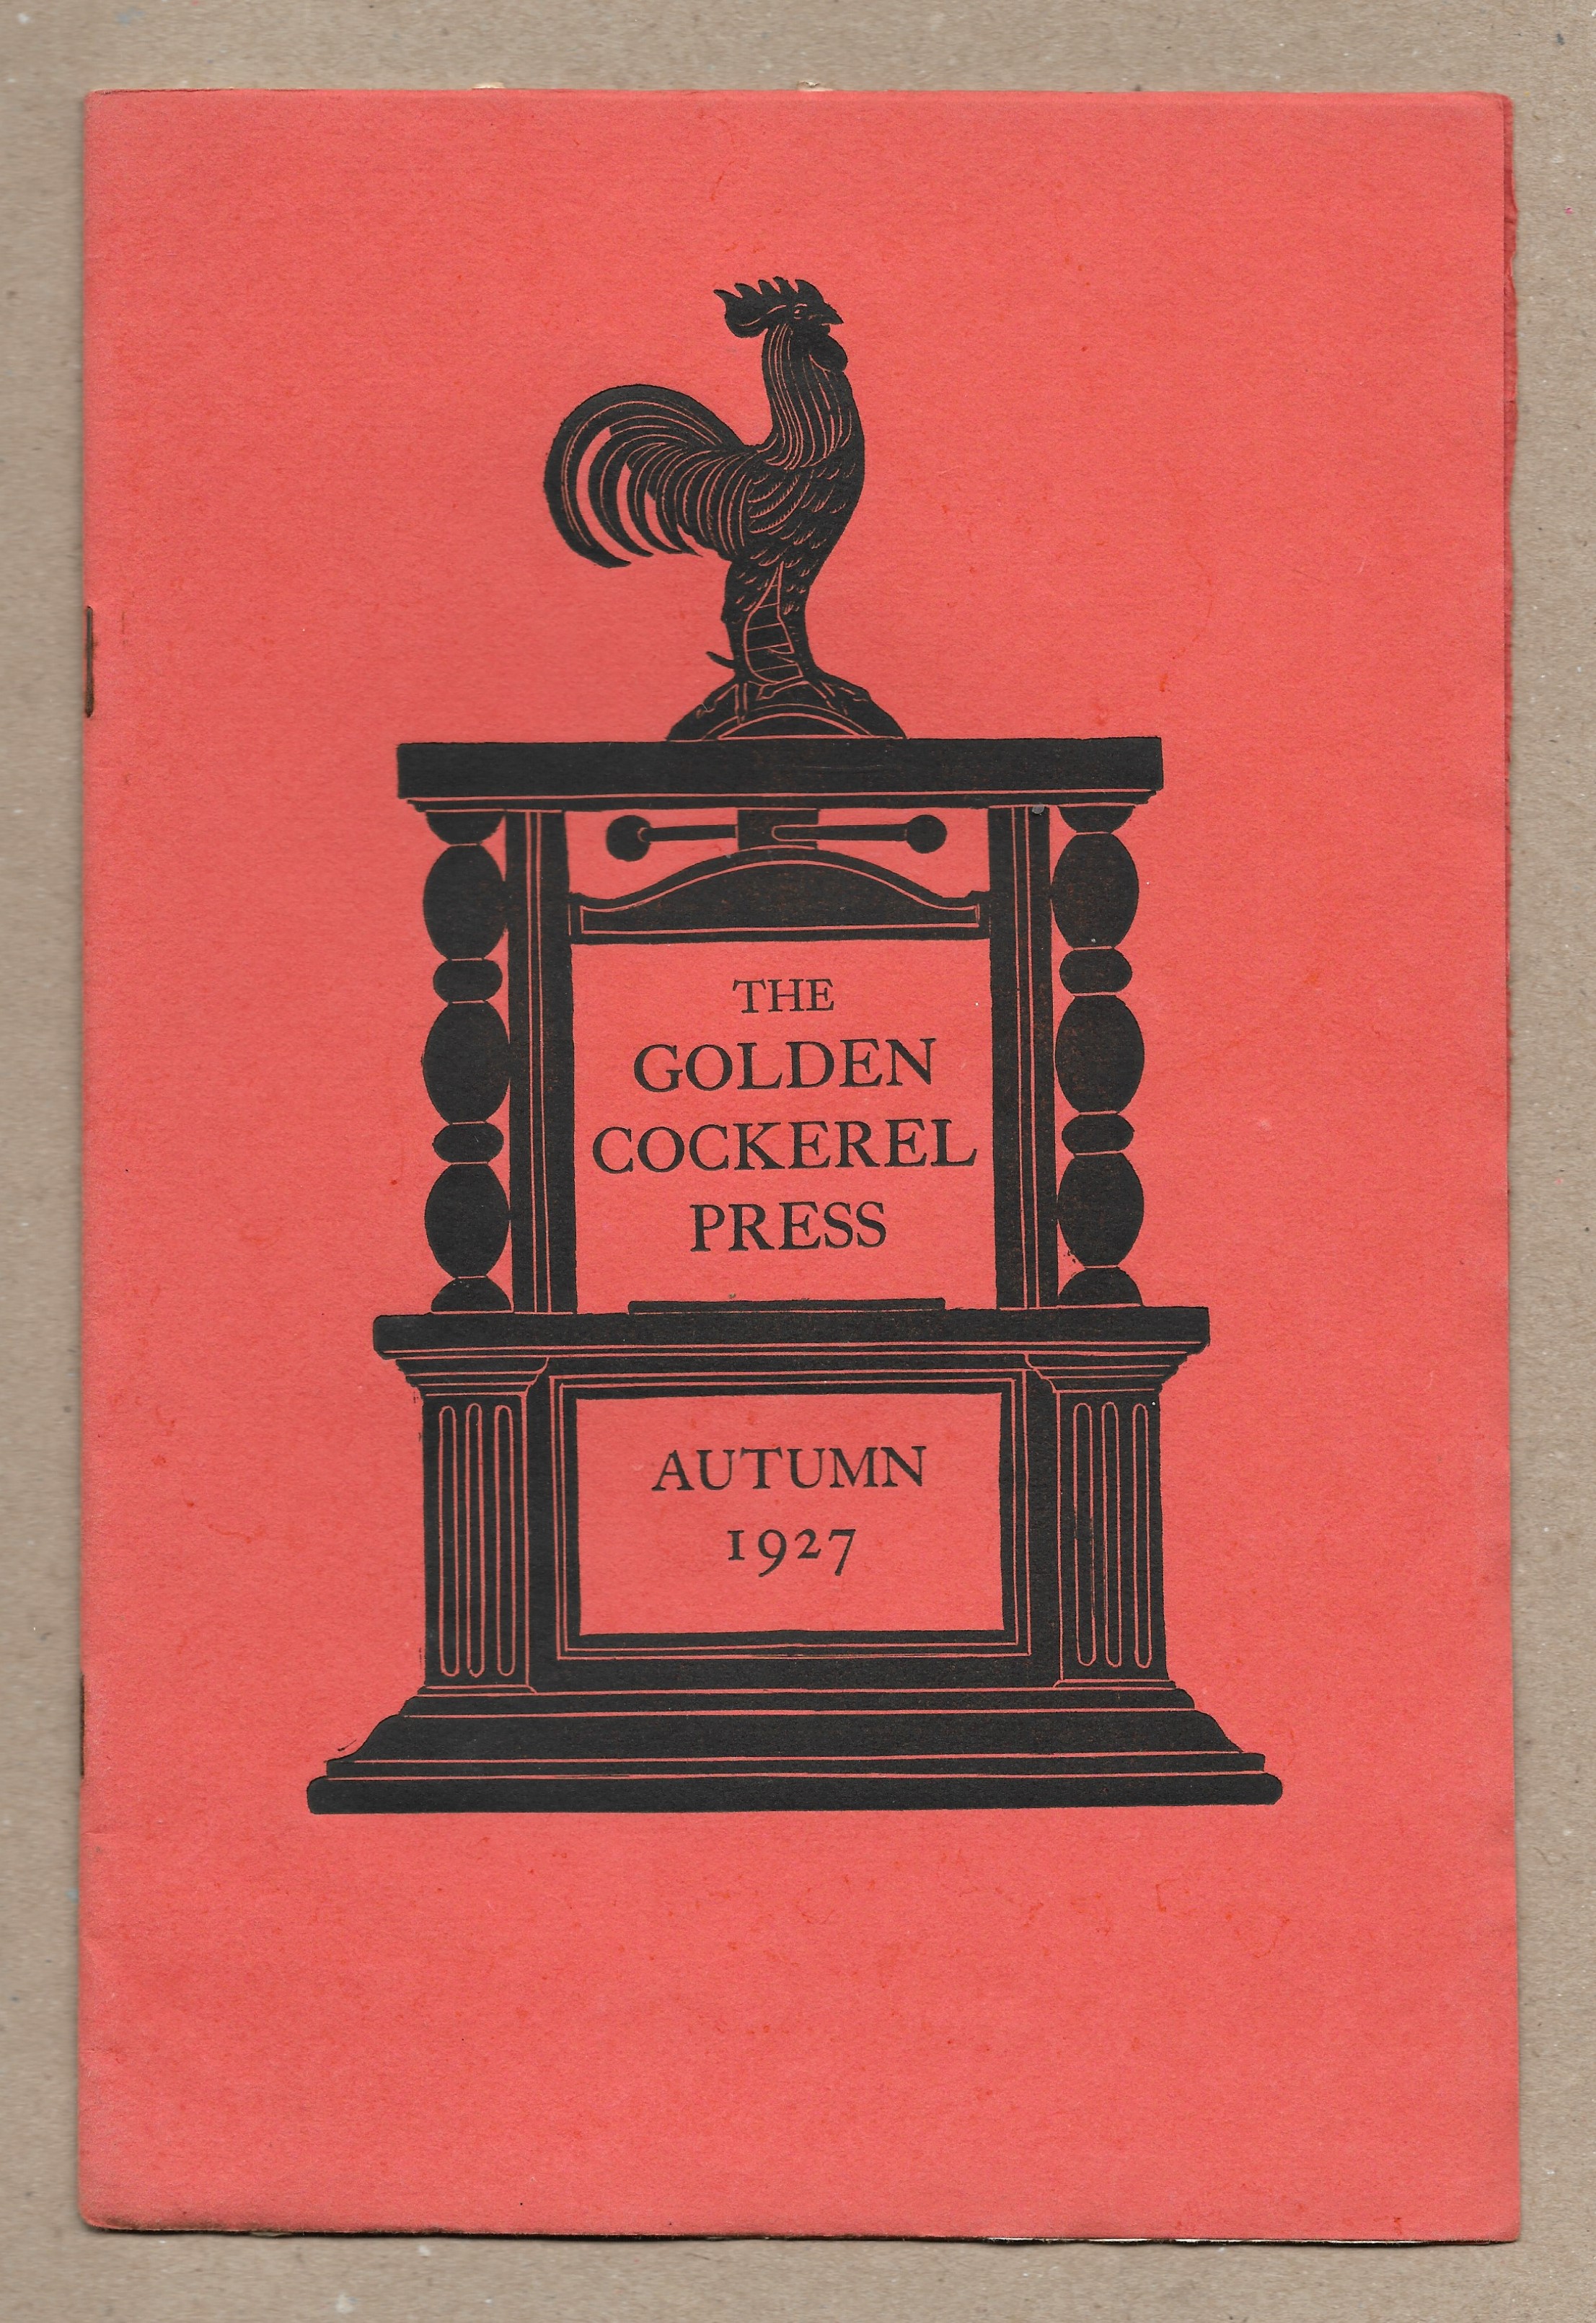 THE
GOLDEN
COCKEREL
PRESS
AUTUMN
1927